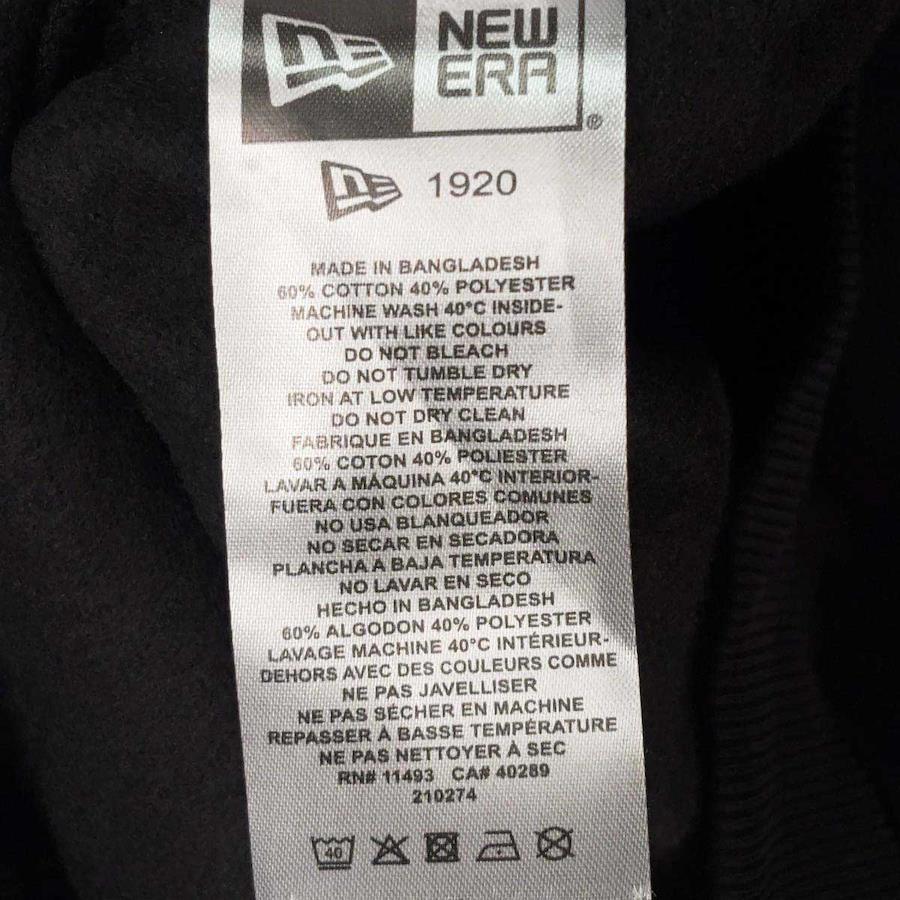 NEW
ERA
®
1920
MADE IN BANGLADESH
60% COTTON 40% POLYESTER
MACHINE WASH 40°C INSIDE-
OUT WITH LIKE COLOURS
DO NOT BLEACH
DO NOT TUMBLE DRY
IRON AT LOW TEMPERATURE
DO NOT DRY CLEAN
FABRIQUE EN BANGLADESH
60% COTON 40% POLIESTER
LAVAR A MÁQUINA 40°C INTERIOR-
FUERA CON COLORES COMUNES
NO USA BLANQUEADOR
NO SECAR EN SECADORA
PLANCHA A BAJA TEMPERATURA
NO LAVAR EN SECO
HECHO IN BANGLADESH
60% ALGODON 40% POLYESTER
LAVAGE MACHINE 40°C INTÉRIEUR-
DEHORS AVEC DES COULEURS COMME
NE PAS JAVELLISER
NE PAS SÉCHER EN MACHINE
REPASSER À BASSE TEMPÉRATURE
NE PAS NETTOYER À SEC
RN# 11493 CA# 40289
210274
40